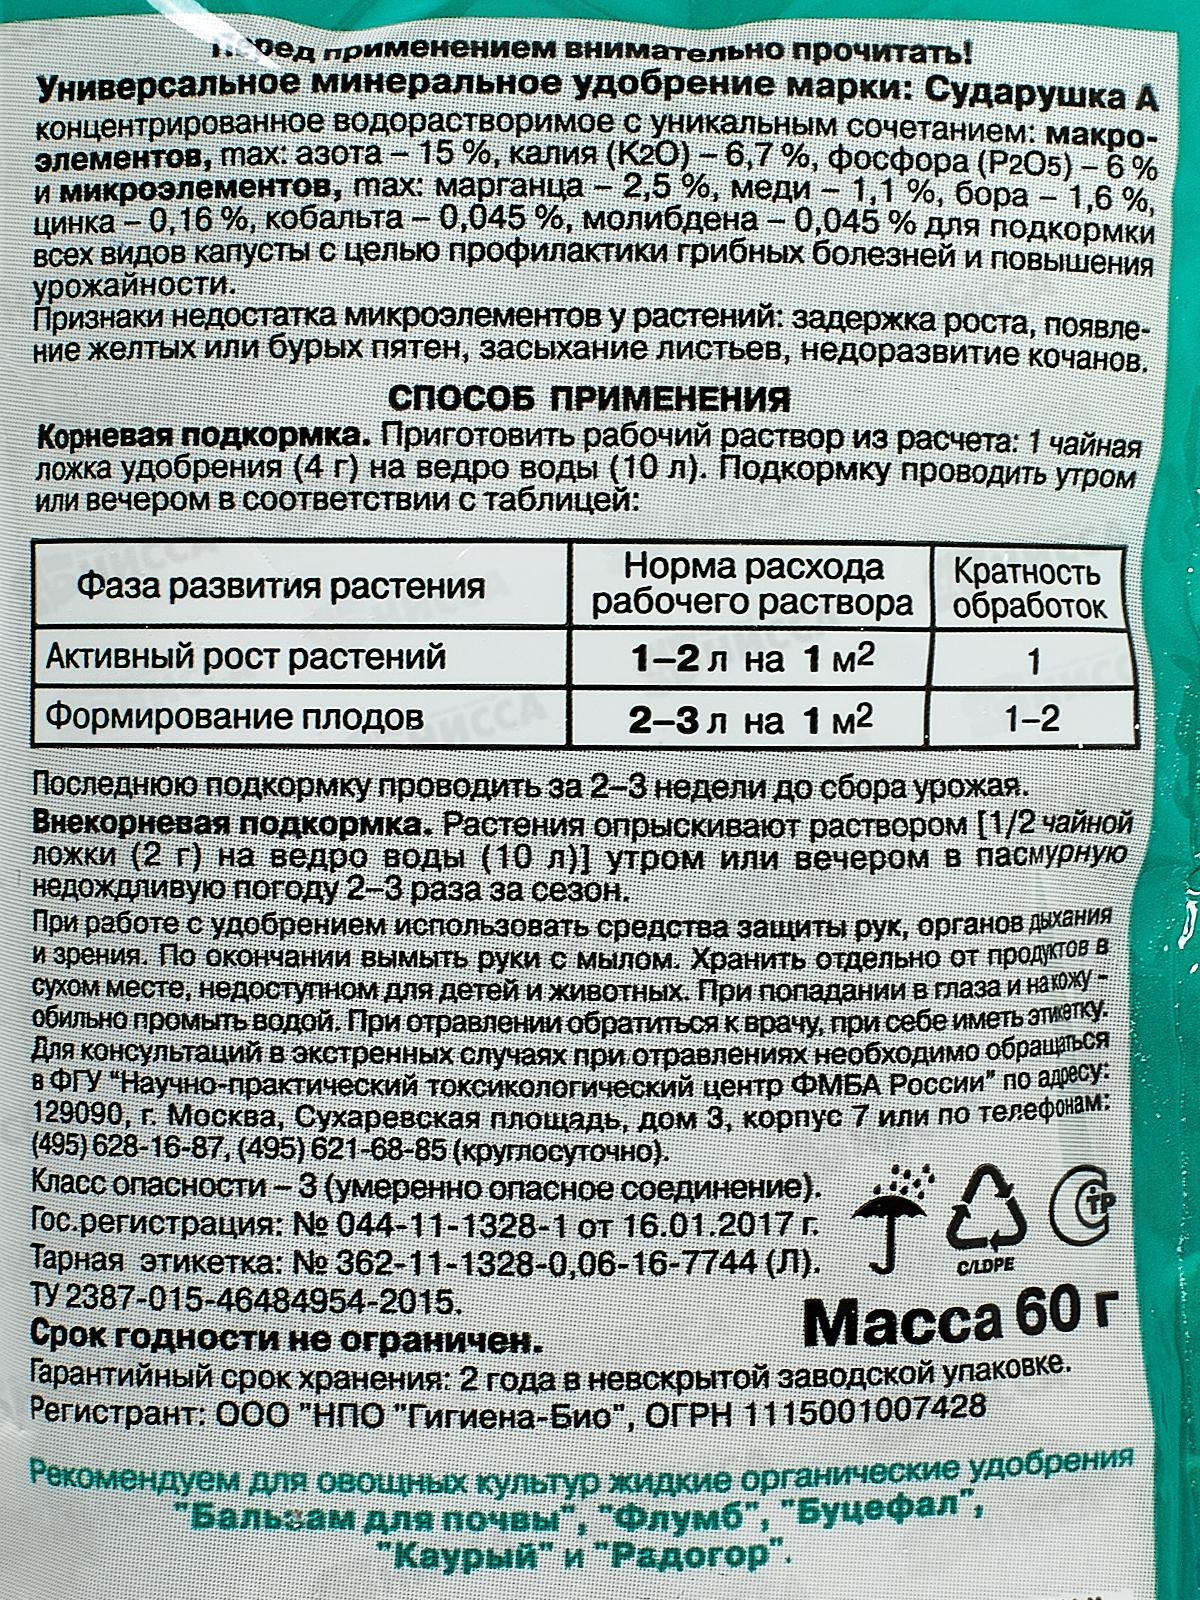 Перед применением внимательно прочитать!
Универсальное минеральное удобрение марки: Сударушка А
концентрированное водорастворимое с уникальным сочетанием: макро-
элементов, max: азота – 15 %, калия (K2O) – 6,7 %, фосфора (P2O5) – 6 %
и микроэлементов, max: марганца – 2,5 %, меди – 1,1 %, бора – 1,6 %,
цинка – 0,16 %, кобальта – 0,045 %, молибдена – 0,045 % для подкормки
всех видов капусты с целью профилактики грибных болезней и повышения
урожайности.
Признаки недостатка микроэлементов у растений: задержка роста, появле-
ние желтых или бурых пятен, засыхание листьев, недоразвитие кочанов.
СПОСОБ ПРИМЕНЕНИЯ
Корневая подкормка. Приготовить рабочий раствор из расчета: 1 чайная
ложка удобрения (4 г) на ведро воды (10 л). Подкормку проводить утром
или вечером в соответствии с таблицей:
Фаза развития растения Норма расхода рабочего раствора Кратность обработок
Активный рост растений 1–2 л на 1 м2 1
Формирование плодов 2–3 л на 1 м2 1–2
Последнюю подкормку проводить за 2–3 недели до сбора урожая.
Внекорневая подкормка. Растения опрыскивают раствором [1/2 чайной
ложки (2 г) на ведро воды (10 л)] утром или вечером в пасмурную
недождливую погоду 2–3 раза за сезон.
При работе с удобрением использовать средства защиты рук, органов дыхания
и зрения. По окончании вымыть руки с мылом. Хранить отдельно от продуктов в
сухом месте, недоступном для детей и животных. При попадании в глаза и на кожу –
обильно промыть водой. При отравлении обратиться к врачу, при себе иметь этикетку.
Для консультаций в экстренных случаях при отравлениях необходимо обращаться
в ФГУ "Научно-практический токсикологический центр ФМБА России" по адресу:
129090, г. Москва, Сухаревская площадь, дом 3, корпус 7 или по телефонам:
(495) 628-16-87, (495) 621-68-85 (круглосуточно).
Класс опасности – 3 (умеренно опасное соединение).
Гос.регистрация: № 044-11-1328-1 от 16.01.2017 г.
Тарная этикетка: № 362-11-1328-0,06-16-7744 (Л).
ТУ 2387-015-46484954-2015.
C/LDPE
СТР
Масса 60 г
Срок годности не ограничен.
Гарантийный срок хранения: 2 года в невскрытой заводской упаковке.
Регистрант: ООО "НПО "Гигиена-Био", ОГРН 1115001007428
Рекомендуем для овощных культур жидкие органические удобрения
"Бальзам для почвы", "Флумб", "Буцефал",
"Каурый" и "Радогор".